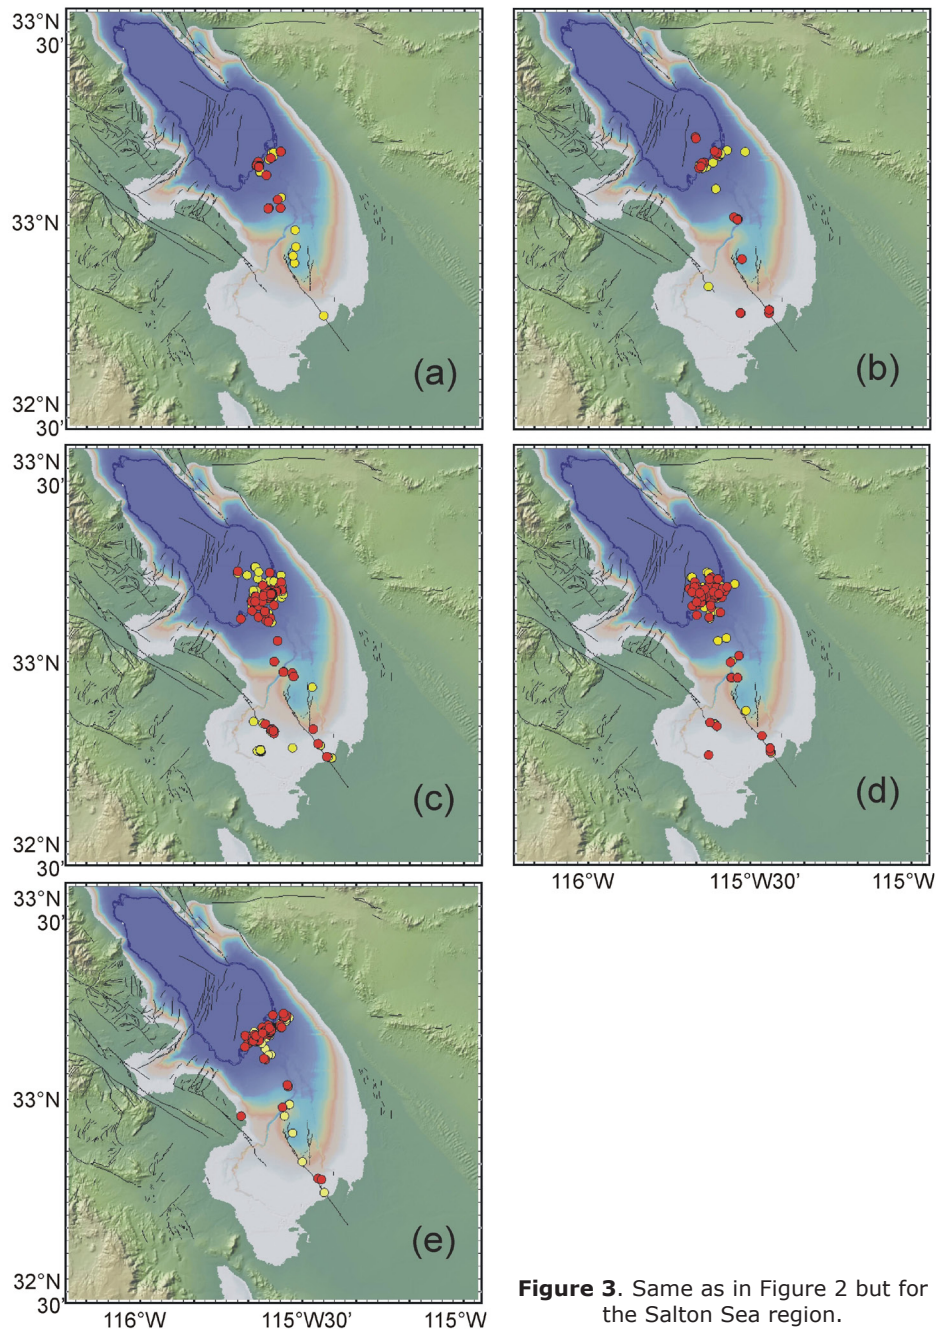 33°N
30'
33°N
32°N
30'
(a)
(b)
33°N
30'
33°N
32°N
30'
(c)
(d)
116°W
115°W30'
115°W
33°N
30'
33°N
32°N
30'
(e)
116°W
115°W30'
Figure 3. Same as in Figure 2 but for
the Salton Sea region.